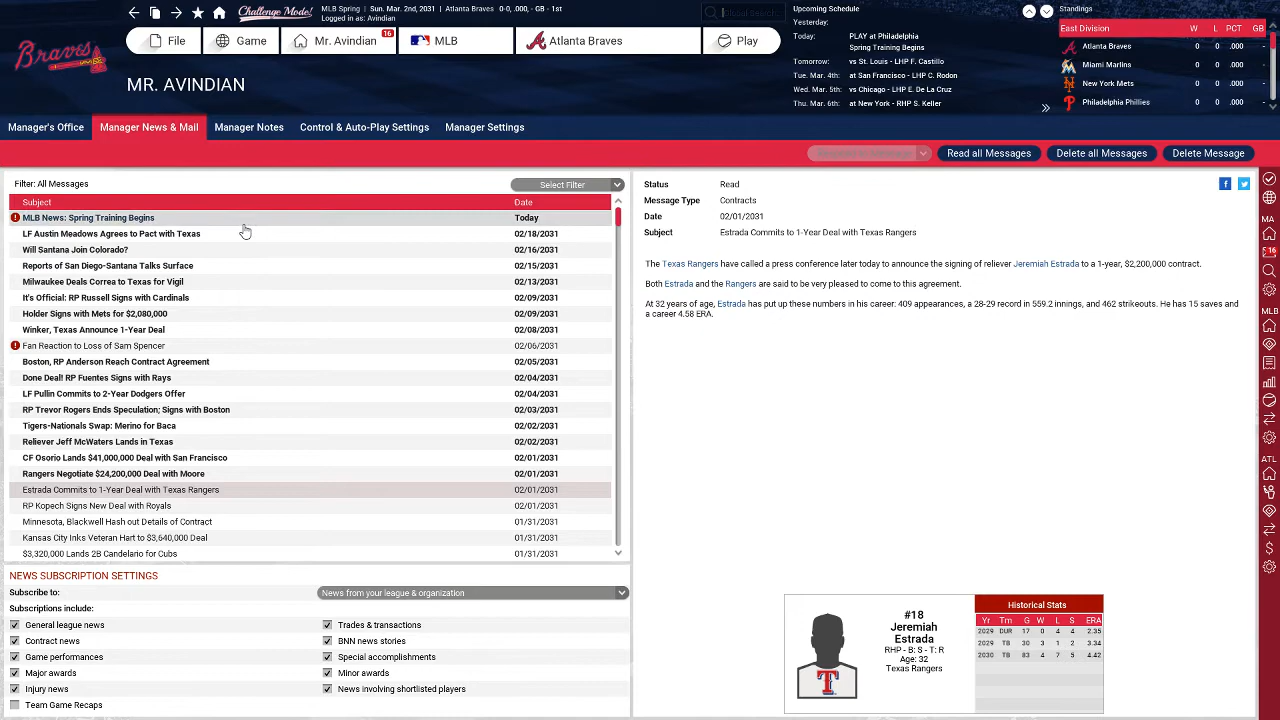 Challenge Mode!
MLB Spring | Sun. Mar. 2nd, 2031 | Atlanta Braves 0-0, .000, - GB - 1st
Logged in as: Avindian
Global Search...
File
Game
Mr. Avindian
16
MLB
Atlanta Braves
Play
Braves
MR. AVINDIAN
Upcoming Schedule
Yesterday:
Today: PLAY at Philadelphia
Spring Training Begins
Tomorrow: vs St. Louis - LHP F. Castillo
Tue. Mar. 4th: at San Francisco - LHP C. Rodon
Wed. Mar. 5th: vs Chicago - LHP E. De La Cruz
Thu. Mar. 6th: at New York - RHP S. Keller
Standings
East Division W L PCT GB
Atlanta Braves 0 0 .000 -
Miami Marlins 0 0 .000 -
New York Mets 0 0 .000 -
Philadelphia Phillies 0 0 .000 -
Manager's Office
Manager News & Mail
Manager Notes
Control & Auto-Play Settings
Manager Settings
Read all Messages
Delete all Messages
Delete Message
Filter: All Messages
Select Filter
Subject Date
MLB News: Spring Training Begins Today
LF Austin Meadows Agrees to Pact with Texas 02/18/2031
Will Santana Join Colorado? 02/16/2031
Reports of San Diego-Santana Talks Surface 02/15/2031
Milwaukee Deals Correa to Texas for Vigil 02/13/2031
It's Official: RP Russell Signs with Cardinals 02/09/2031
Holder Signs with Mets for $2,080,000 02/09/2031
Winker, Texas Announce 1-Year Deal 02/08/2031
Fan Reaction to Loss of Sam Spencer 02/06/2031
Boston, RP Anderson Reach Contract Agreement 02/05/2031
Done Deal! RP Fuentes Signs with Rays 02/04/2031
LF Pullin Commits to 2-Year Dodgers Offer 02/04/2031
RP Trevor Rogers Ends Speculation; Signs with Boston 02/03/2031
Tigers-Nationals Swap: Merino for Baca 02/02/2031
Reliever Jeff McWaters Lands in Texas 02/02/2031
CF Osorio Lands $41,000,000 Deal with San Francisco 02/01/2031
Rangers Negotiate $24,200,000 Deal with Moore 02/01/2031
Estrada Commits to 1-Year Deal with Texas Rangers 02/01/2031
RP Kopech Signs New Deal with Royals 02/01/2031
Minnesota, Blackwell Hash out Details of Contract 01/31/2031
Kansas City Inks Veteran Hart to $3,640,000 Deal 01/31/2031
$3,320,000 Lands 2B Candelario for Cubs 01/31/2031
NEWS SUBSCRIPTION SETTINGS
Subscribe to: News from your league & organization
Subscriptions include:
General league news Trades & transactions
Contract news BNN news stories
Game performances Special accomplishments
Major awards Minor awards
Injury news News involving shortlisted players
Team Game Recaps
Status Read
Message Type Contracts
Date 02/01/2031
Subject Estrada Commits to 1-Year Deal with Texas Rangers
The Texas Rangers have called a press conference later today to announce the signing of reliever Jeremiah Estrada to a 1-year, $2,200,000 contract.
Both Estrada and the Rangers are said to be very pleased to come to this agreement.
At 32 years of age, Estrada has put up these numbers in his career: 409 appearances, a 28-29 record in 559.2 innings, and 462 strikeouts. He has 15 saves and
a career 4.58 ERA.
#18
Jeremiah
Estrada
RHP - B: S - T: R
Age: 32
Texas Rangers
T
Historical Stats
Yr Tm G W L S ERA
2029 DUR 17 0 4 4 2.35
2029 TB 30 3 1 2 3.34
2030 TB 83 4 7 5 4.42
MA
16
MLB
ATL